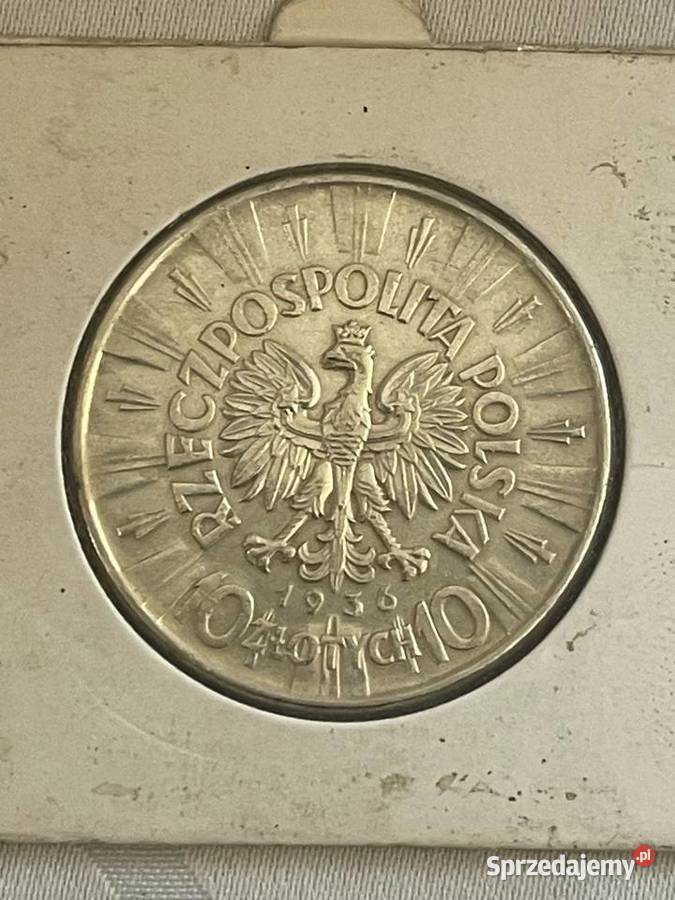 RZECZPOSPOLITA POLSKA
1936
10 ZŁOTYCH 10
Sprzedajemy.pl